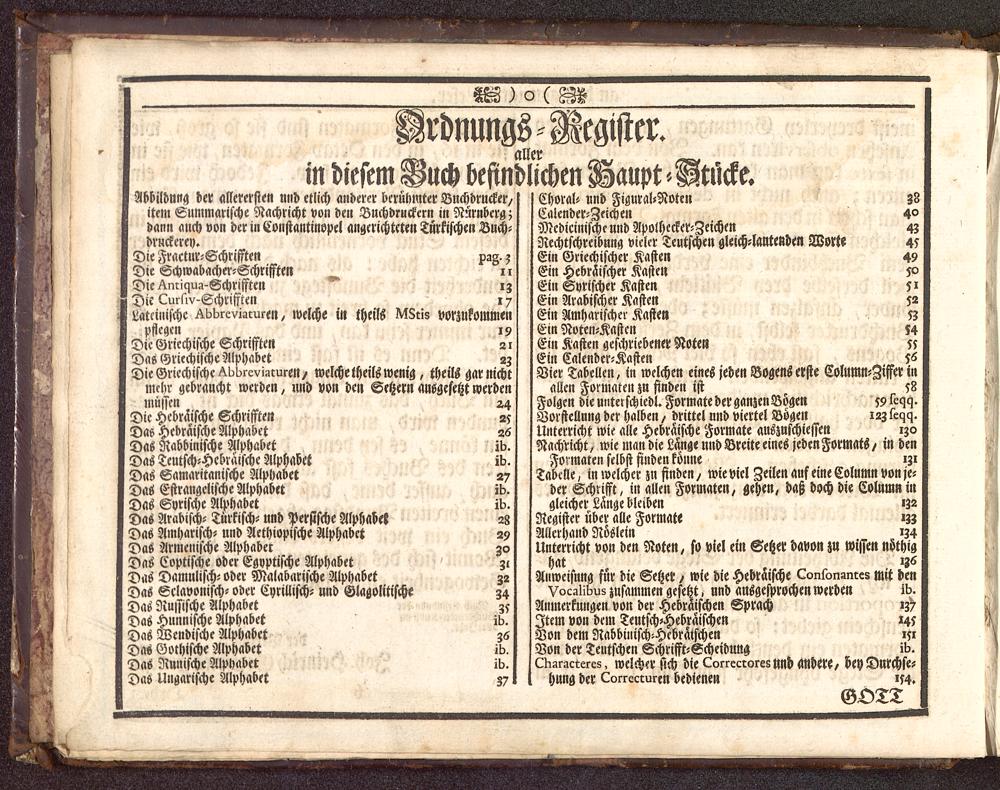 ) o (
Ordnungs-Register.
aller
in diesem Buch befindlichen Haupt-Stücke.
Abbildung der allerersten und etlich anderer berühmter Buchdrucker,
item Summarische Nachricht von den Buchdruckern in Nürnberg;
dann auch von der in Constantinopel angerichteten Türkischen Buch-
druckerey.
Die Fractur-Schrifften pag. 3
Die Schwabacher-Schrifften 11
Die Antiqua-Schrifften 13
Die Cursiv-Schrifften 17
Lateinische Abbreviaturen, welche in theils MStis vorzukommen
pflegen 19
Die Griechische Schrifften 21
Das Griechische Alphabet 23
Die Griechische Abbreviaturen, welche theils wenig, theils gar nicht
mehr gebraucht werden, und von den Setzern ausgesetzt werden
müssen 24
Die Hebräische Schrifften 25
Das Hebräische Alphabet 26
Das Rabbinische Alphabet ib.
Das Teutsch-Hebräische Alphabet ib.
Das Samaritanische Alphabet 27
Das Estrangelische Alphabet ib.
Das Syrische Alphabet ib.
Das Arabisch- Türkisch- und Persische Alphabet 28
Das Amharisch- und Aethiopische Alphabet 29
Das Armenische Alphabet 30
Das Coptische oder Egyptische Alphabet 31
Das Damulisch- oder Malabarische Alphabet 32
Das Sclavonisch- oder Cyrillisch- und Glagolitische 34
Das Russische Alphabet 35
Das Hunnische Alphabet ib.
Das Wendische Alphabet 36
Das Gothische Alphabet ib.
Das Runische Alphabet ib.
Das Ungarische Alphabet 37
Choral- und Figural-Noten 38
Calender-Zeichen 40
Medicinische und Apothecker-Zeichen 43
Rechtschreibung vieler Teutschen gleich-lautenden Worte 45
Ein Griechischer Kasten 49
Ein Hebräischer Kasten 50
Ein Syrischer Kasten 51
Ein Arabischer Kasten 52
Ein Amharischer Kasten 53
Ein Noten-Kasten 54
Ein Kasten geschriebener Noten 55
Ein Calender-Kasten 56
Vier Tabellen, in welchen eines jeden Bogens erste Column-Ziffer in
allen Formaten zu finden ist 58
Folgen die unterschiedl. Formate der ganzen Bögen 59 seqq.
Vorstellung der halben, drittel und viertel Bögen 123 seqq.
Unterricht wie alle Hebräische Formate auszuschiessen 130
Nachricht, wie man die Länge und Breite eines jeden Formats, in den
Formaten selbst finden könne 131
Tabelle, in welcher zu finden, wie viel Zeilen auf eine Column von je-
der Schrifft, in allen Formaten, gehen, daß doch die Column in
gleicher Länge bleiben 132
Register über alle Formate 133
Allerhand Röslein 134
Unterricht von den Noten, so viel ein Setzer davon zu wissen nöthig
hat 136
Anweisung für die Setzer, wie die Hebräische Consonantes mit den
Vocalibus zusammen gesetzt, und ausgesprochen werden ib.
Anmerkungen von der Hebräischen Sprach 137
Item von dem Teutsch-Hebräischen 145
Von dem Rabbinisch-Hebräischen 151
Von der Teutschen Schrifft-Scheidung ib.
Characteres, welcher sich die Correctores und andere, bey Durchse-
hung der Correcturen bedienen 154.
GOTT